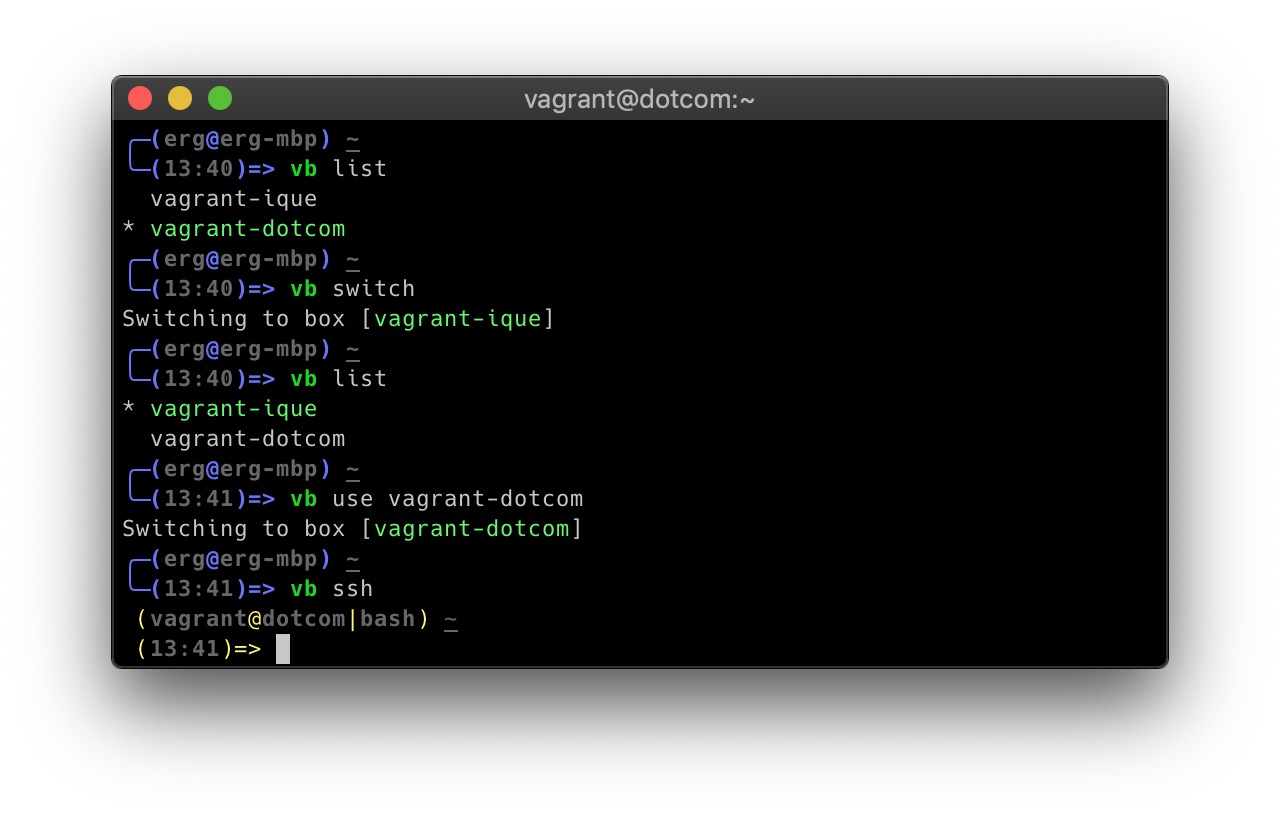 vagrant@dotcom:~
(erg@erg-mbp) ~
(13:40)=> vb list
vagrant-ique
* vagrant-dotcom
(erg@erg-mbp) ~
(13:40)=> vb switch
Switching to box [vagrant-ique]
(erg@erg-mbp) ~
(13:40)=> vb list
* vagrant-ique
vagrant-dotcom
(erg@erg-mbp) ~
(13:41)=> vb use vagrant-dotcom
Switching to box [vagrant-dotcom]
(erg@erg-mbp) ~
(13:41)=> vb ssh
(vagrant@dotcom|bash) ~
(13:41)=>